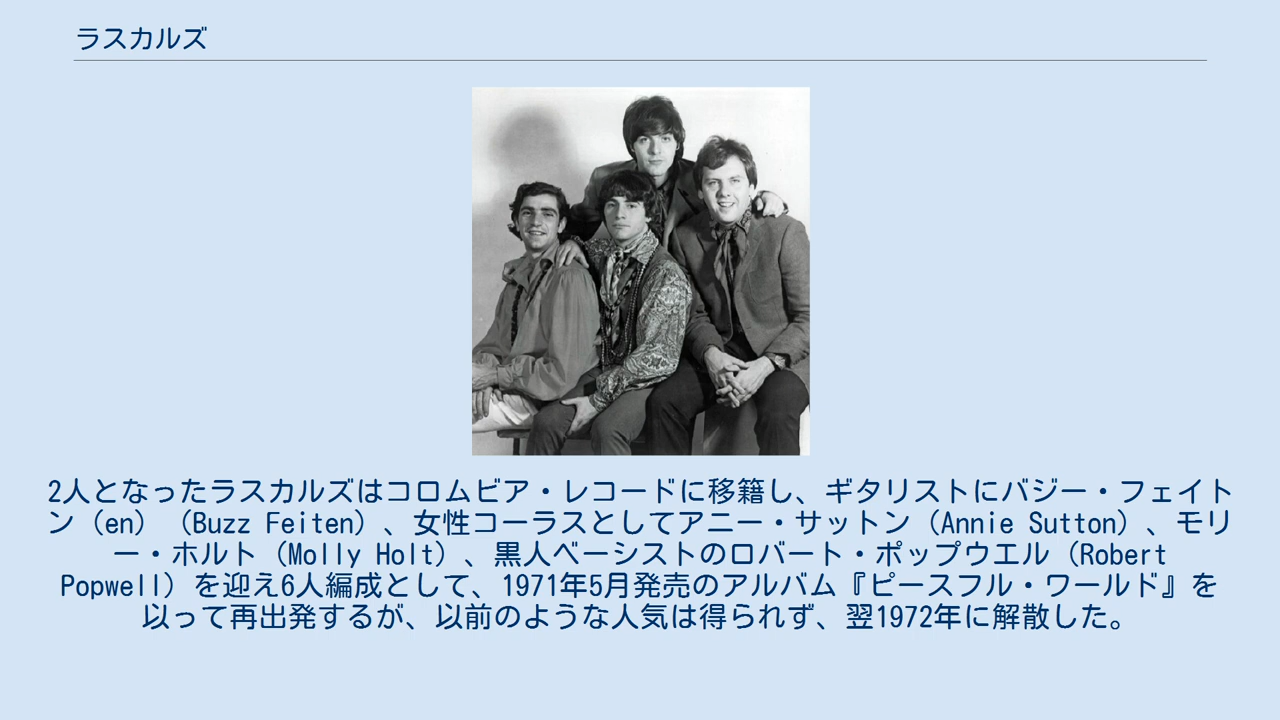 ラスカルズ
2人となったラスカルズはコロムビア・レコードに移籍し、ギタリストにバジー・フェイト
ン（en）（Buzz Feiten）、女性コーラスとしてアニー・サットン（Annie Sutton）、モリ
ー・ホルト（Molly Holt）、黒人ベーシストのロバート・ポップウエル（Robert
Popwell）を迎え6人編成として、1971年5月発売のアルバム『ピースフル・ワールド』を
以って再出発するが、以前のような人気は得られず、翌1972年に解散した。